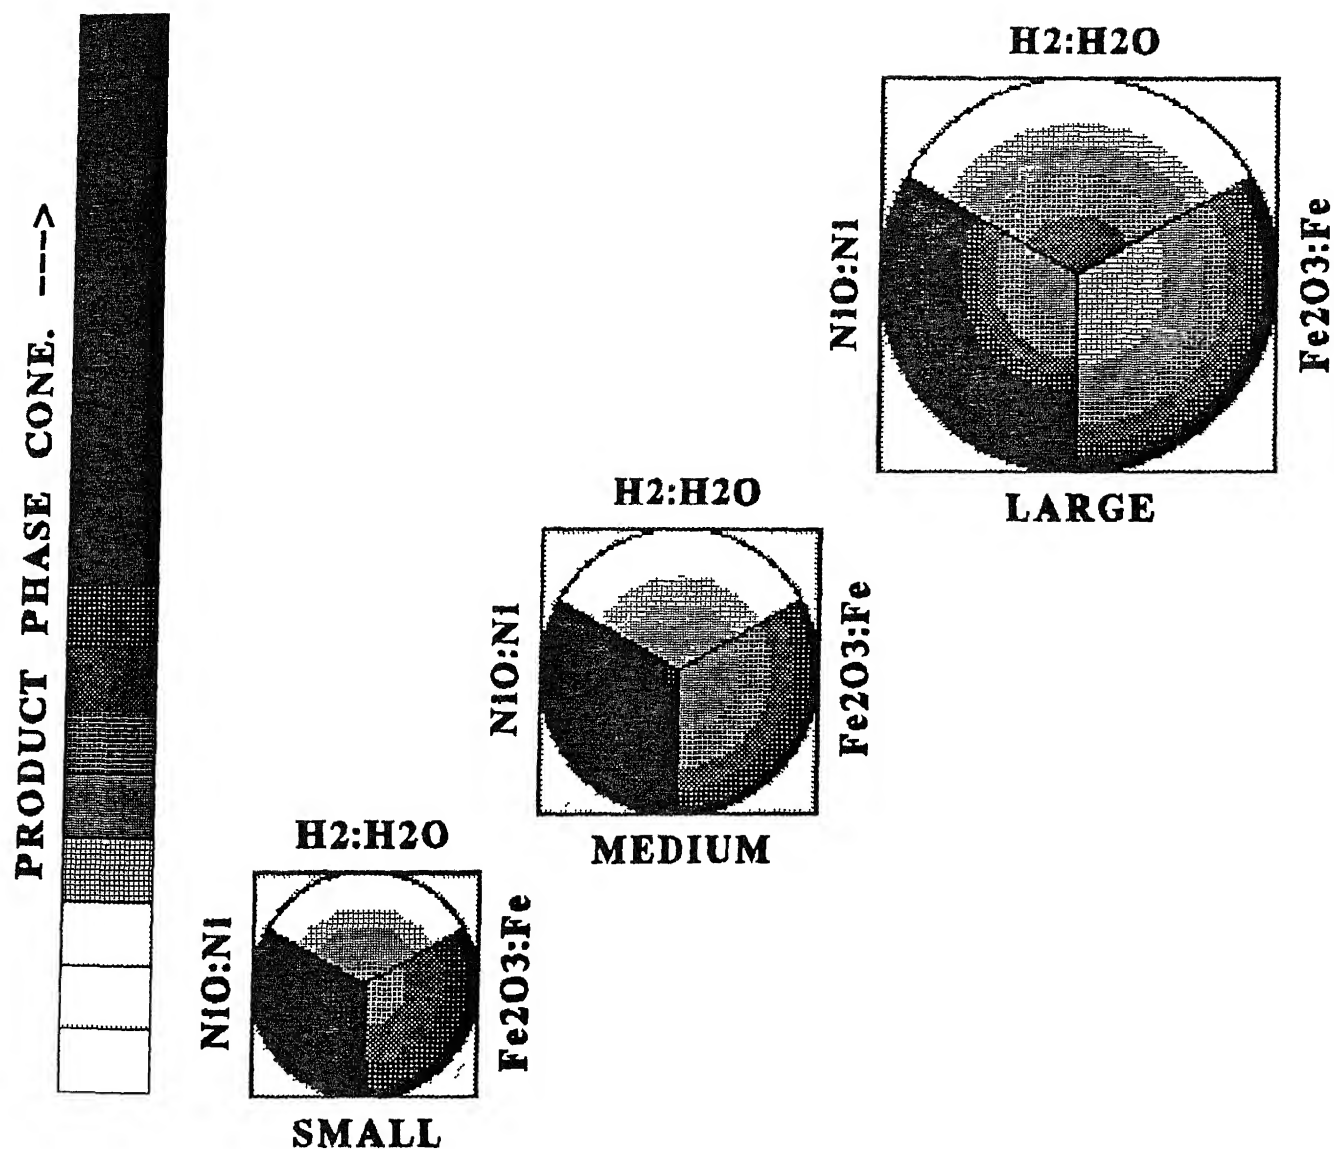 PRODUCT PHASE CONE. --->
H2:H2O
NiO:Ni
Fe2O3:Fe
LARGE
H2:H2O
NiO:Ni
Fe2O3:Fe
MEDIUM
H2:H2O
NiO:Ni
Fe2O3:Fe
SMALL